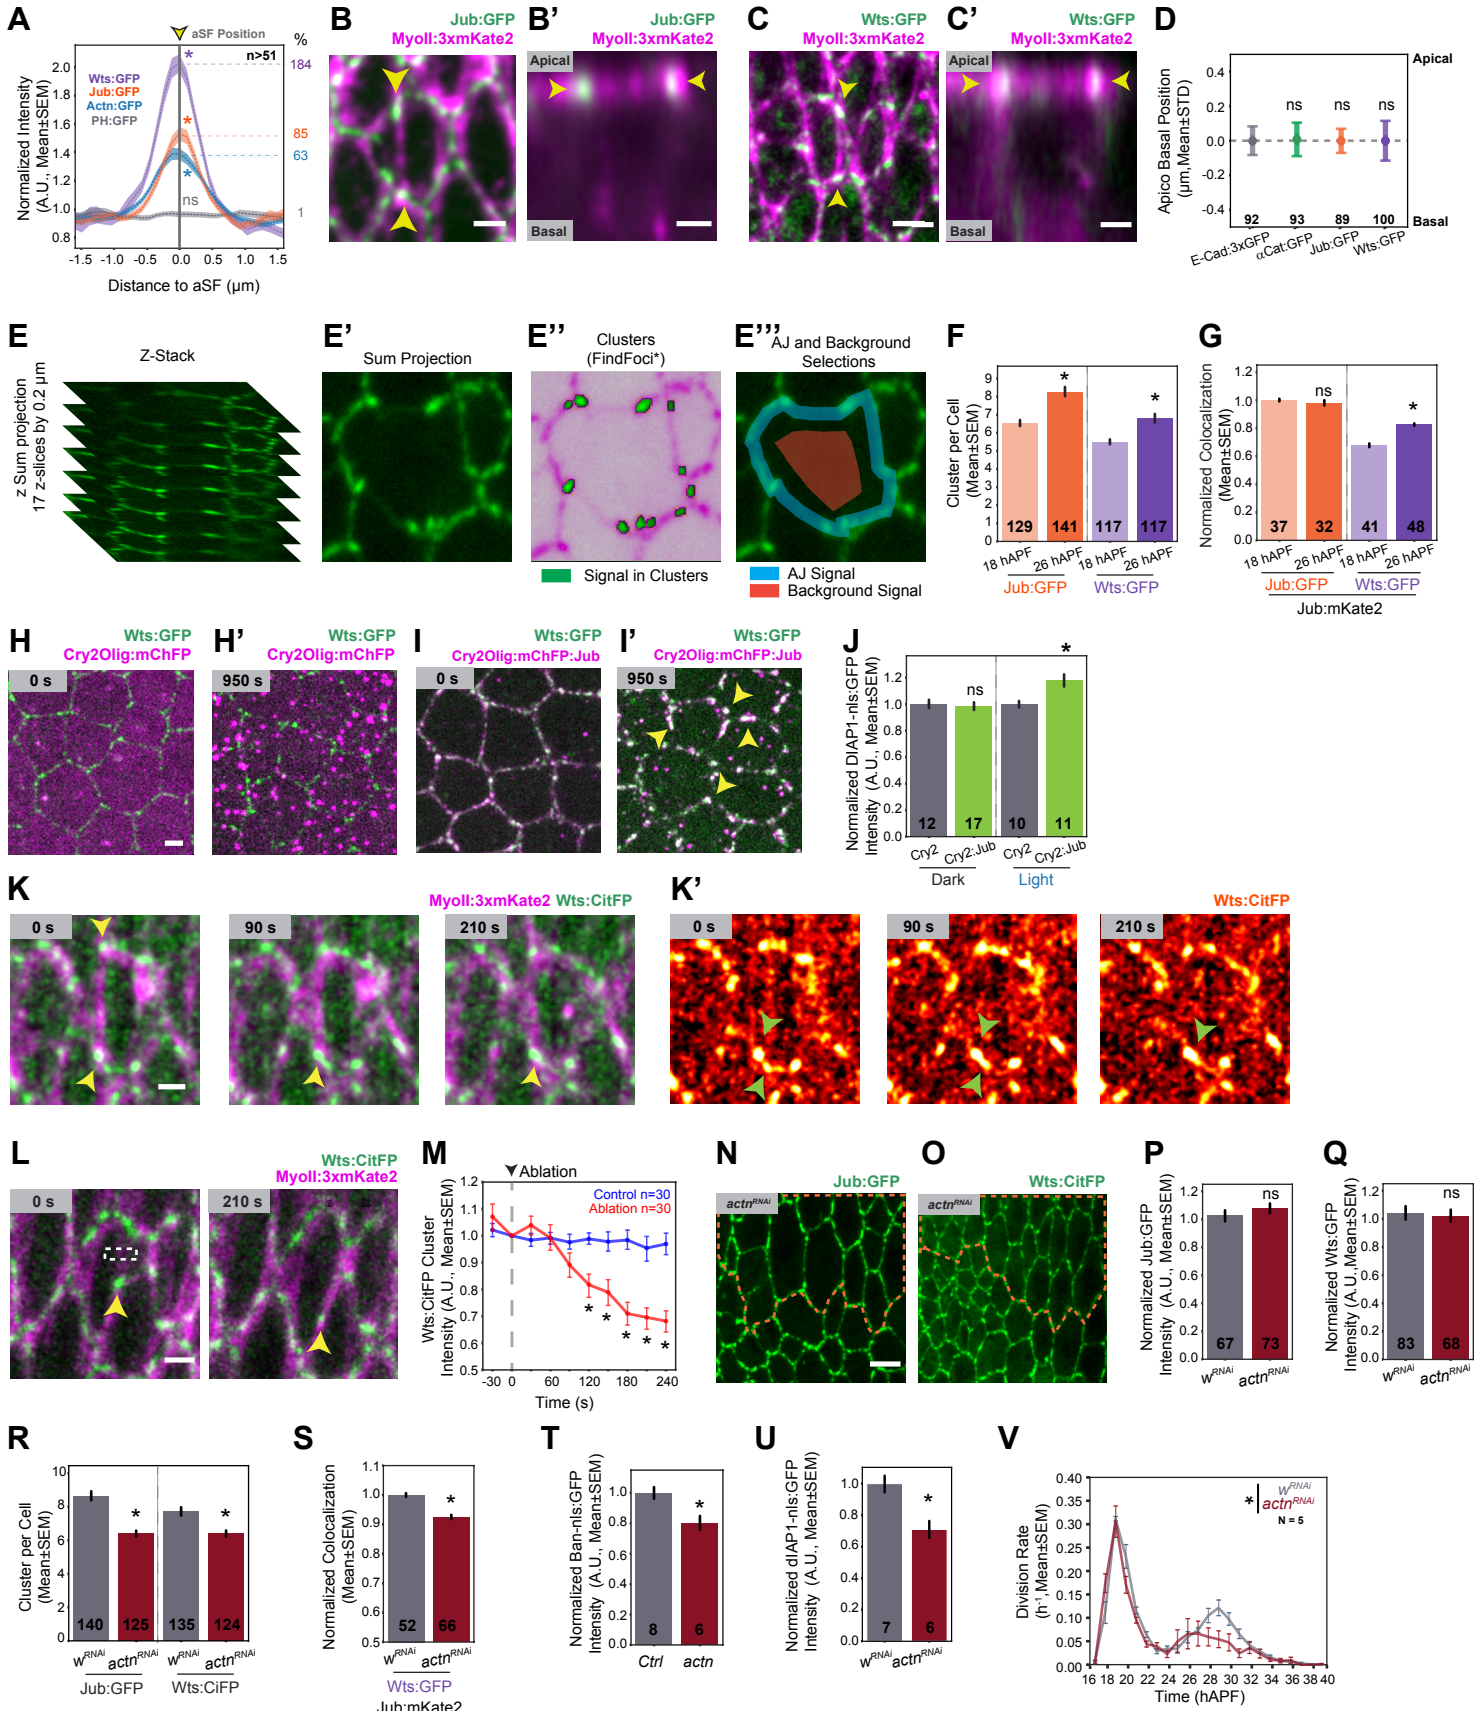 A
aSF Position
%
n>51
Wts:GFP
Jub:GFP
Actn:GFP
PH:GFP
*
184
*
85
63
*
ns
1
Normalized Intensity
(A.U., Mean±SEM)
2.0
1.8
1.6
1.4
1.2
1.0
0.8
-1.5 -1.0 -0.5 0.0 0.5 1.0 1.5
Distance to aSF (µm)
B
Jub:GFP
MyoII:3xmKate2
B'
Jub:GFP
MyoII:3xmKate2
Apical
Basal
C
Wts:GFP
MyoII:3xmKate2
C'
Wts:GFP
MyoII:3xmKate2
Apical
Basal
D
Apical
Basal
Apico Basal Position
(µm,Mean±STD)
0.4
0.2
0.0
-0.2
-0.4
ns ns ns
92 93 89 100
E-Cad:3xGFP αCat:GFP Jub:GFP Wts:GFP
E
Z-Stack
z Sum projection
17 z-slices by 0.2 µm
E'
Sum Projection
E''
Clusters
(FindFoci*)
Signal in Clusters
E'''
AJ and Background
Selections
AJ Signal
Background Signal
F
Cluster per Cell
(Mean±SEM)
9
8
7
6
5
4
3
2
1
0
* *
129 141 117 117
18 hAPF 26 hAPF 18 hAPF 26 hAPF
Jub:GFP Wts:GFP
G
Normalized Colocalization
(Mean±SEM)
1.2
1.0
0.8
0.6
0.4
0.2
0.0
ns *
37 32 41 48
18 hAPF 26 hAPF 18 hAPF 26 hAPF
Jub:GFP Wts:GFP
Jub:mKate2
H
Wts:GFP
Cry2Olig:mChFP
0 s
H'
Wts:GFP
Cry2Olig:mChFP
950 s
I
Wts:GFP
Cry2Olig:mChFP:Jub
0 s
I'
Wts:GFP
Cry2Olig:mChFP:Jub
950 s
J
Normalized DIAP1-nls:GFP
Intensity (A.U., Mean±SEM)
1.2
1.0
0.8
0.6
0.4
0.2
0.0
ns *
12 17 10 11
Cry2 Cry2:Jub Cry2 Cry2:Jub
Dark Light
K
MyoII:3xmKate2 Wts:CitFP
0 s 90 s 210 s
K'
Wts:CitFP
0 s 90 s 210 s
L
Wts:CitFP
MyoII:3xmKate2
0 s 210 s
M
Ablation
Control n=30
Ablation n=30
Wts:CitFP Cluster
Intensity (A.U., Mean±SEM)
1.2
1.1
1.0
0.9
0.8
0.7
0.6
0.5
* * * * *
-30 0 60 120 180 240
Time (s)
N
Jub:GFP
actnRNAi
O
Wts:CitFP
actnRNAi
P
Normalized Jub:GFP
Intensity (A.U.,Mean±SEM)
1.2
1.0
0.8
0.6
0.4
0.2
0.0
ns
67 73
wRNAi actnRNAi
Q
Normalized Wts:GFP
Intensity (A.U.,Mean±SEM)
1.2
1.0
0.8
0.6
0.4
0.2
0.0
ns
83 68
wRNAi actnRNAi
R
Cluster per Cell
(Mean±SEM)
10
8
6
4
2
0
* *
140 125 135 124
wRNAi actnRNAi wRNAi actnRNAi
Jub:GFP Wts:CiFP
S
Normalized Colocalization
(Mean±SEM)
1.1
1.0
0.9
0.8
0.7
0.6
0.5
*
52 66
wRNAi actnRNAi
Wts:GFP
Jub:mKate2
T
Normalized Ban-nls:GFP
Intensity (A.U., Mean±SEM)
1.0
0.8
0.6
0.4
0.2
0.0
*
8 6
Ctrl actn
U
Normalized dIAP1-nls:GFP
Intensity (A.U., Mean±SEM)
1.0
0.8
0.6
0.4
0.2
0.0
*
7 6
wRNAi actnRNAi
V
Division Rate
(h-1,Mean±SEM)
0.40
0.35
0.30
0.25
0.20
0.15
0.10
0.05
0.00
wRNAi
* actnRNAi
N = 5
16 18 20 22 24 26 28 30 32 34 36 38 40
Time (hAPF)